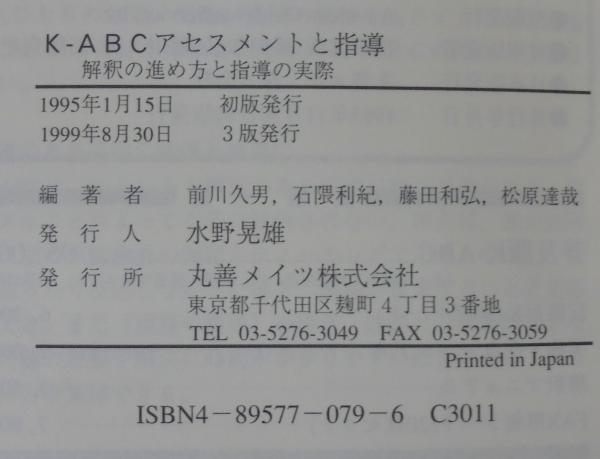 K-ABCアセスメントと指導
解釈の進め方と指導の実際
1995年1月15日 初版発行
1999年8月30日 3版発行
編著者 前川久男，石隈利紀，藤田和弘，松原達哉
発行人 水野晃雄
発行所 丸善メイツ株式会社
東京都千代田区麹町4丁目3番地
TEL 03-5276-3049 FAX 03-5276-3059
Printed in Japan
ISBN4-89577-079-6 C3011